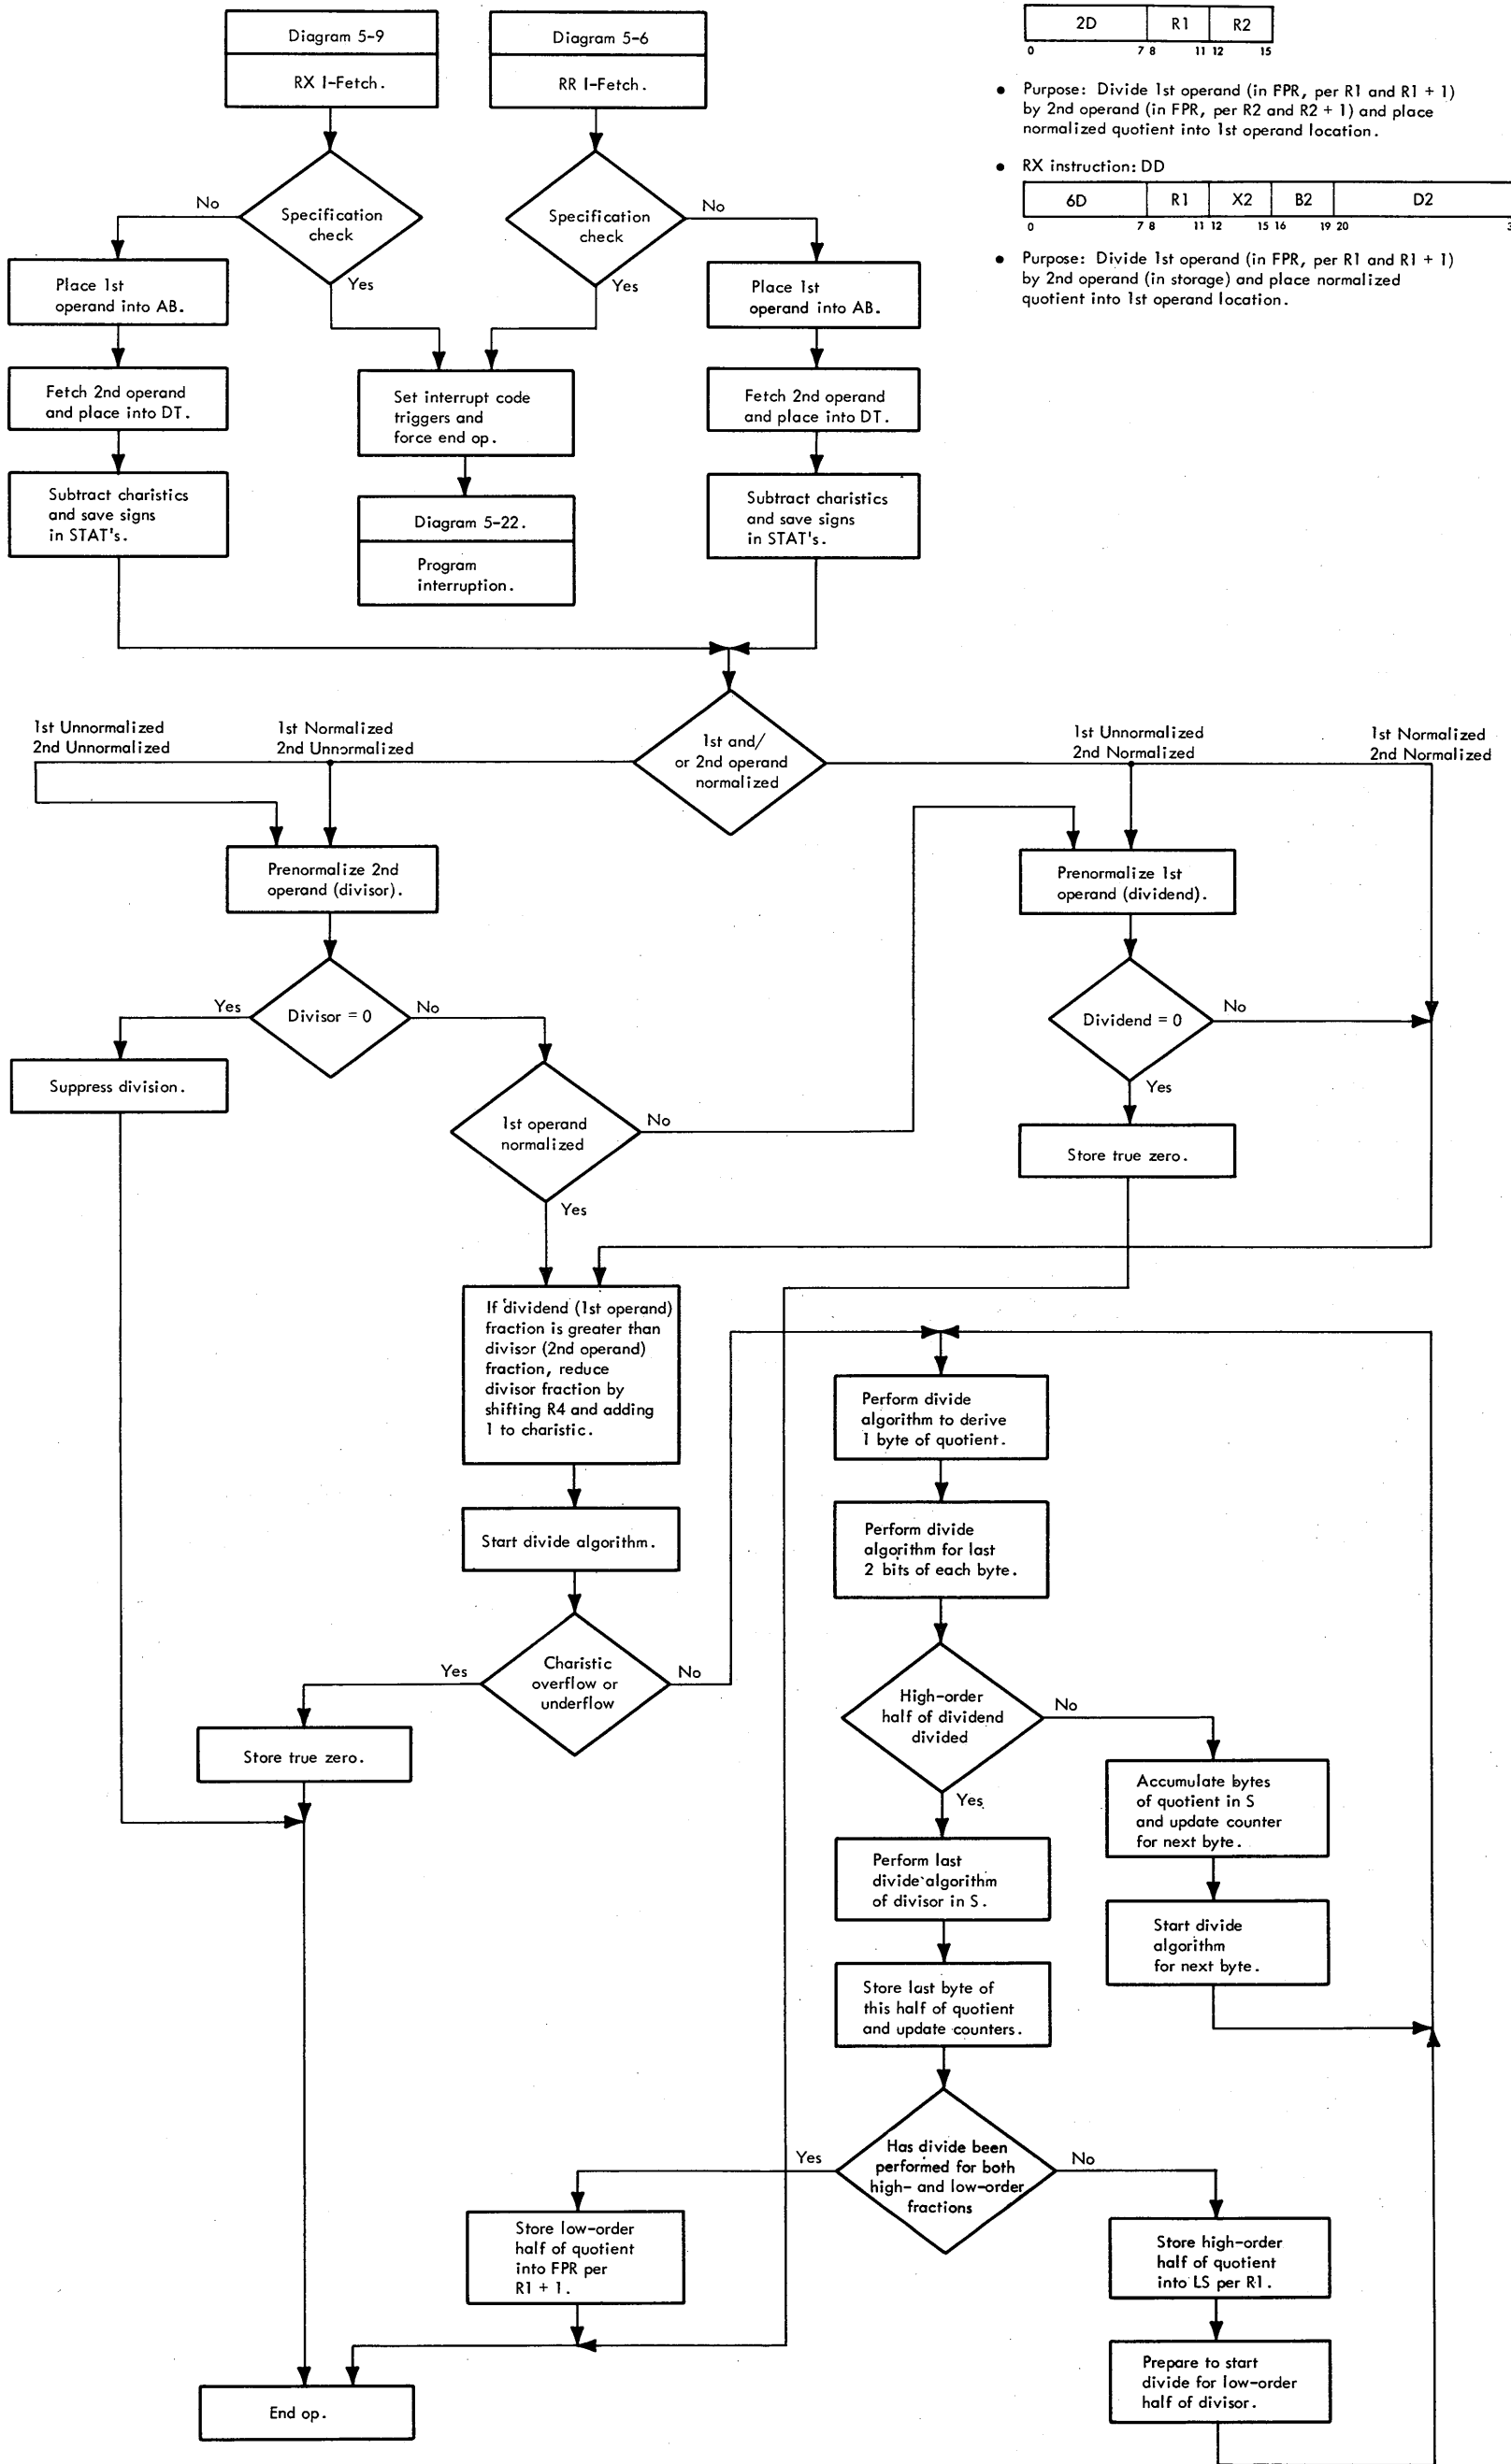 Diagram 5-9
RX I-Fetch.
Diagram 5-6
RR I-Fetch.
2D R1 R2
0 7 8 11 12 15
• Purpose: Divide 1st operand (in FPR, per R1 and R1 + 1)
by 2nd operand (in FPR, per R2 and R2 + 1) and place
normalized quotient into 1st operand location.
• RX instruction: DD
6D R1 X2 B2 D2
0 7 8 11 12 15 16 19 20
• Purpose: Divide 1st operand (in FPR, per R1 and R1 + 1)
by 2nd operand (in storage) and place normalized
quotient into 1st operand location.
No
Specification
check
Yes
Specification
check
No
Yes
Place 1st
operand into AB.
Fetch 2nd operand
and place into DT.
Subtract charistics
and save signs
in STAT's.
Set interrupt code
triggers and
force end op.
Diagram 5-22.
Program
interruption.
Place 1st
operand into AB.
Fetch 2nd operand
and place into DT.
Subtract charistics
and save signs
in STAT's.
1st Unnormalized
2nd Unnormalized
1st Normalized
2nd Unnormalized
1st and/
or 2nd operand
normalized
1st Unnormalized
2nd Normalized
1st Normalized
2nd Normalized
Prenormalize 2nd
operand (divisor).
Prenormalize 1st
operand (dividend).
Yes
Divisor = 0
No
Dividend = 0
No
Yes
Suppress division.
1st operand
normalized
No
Yes
Store true zero.
If dividend (1st operand)
fraction is greater than
divisor (2nd operand)
fraction, reduce
divisor fraction by
shifting R4 and adding
1 to charistic.
Start divide algorithm.
Yes
Charistic
overflow or
underflow
No
Store true zero.
Perform divide
algorithm to derive
1 byte of quotient.
Perform divide
algorithm for last
2 bits of each byte.
High-order
half of dividend
divided
No
Yes
Accumulate bytes
of quotient in S
and update counter
for next byte.
Start divide
algorithm
for next byte.
Perform last
divide algorithm
of divisor in S.
Store last byte of
this half of quotient
and update counters.
Yes
Has divide been
performed for both
high- and low-order
fractions
No
Store low-order
half of quotient
into FPR per
R1 + 1.
Store high-order
half of quotient
into LS per R1.
Prepare to start
divide for low-order
half of divisor.
End op.